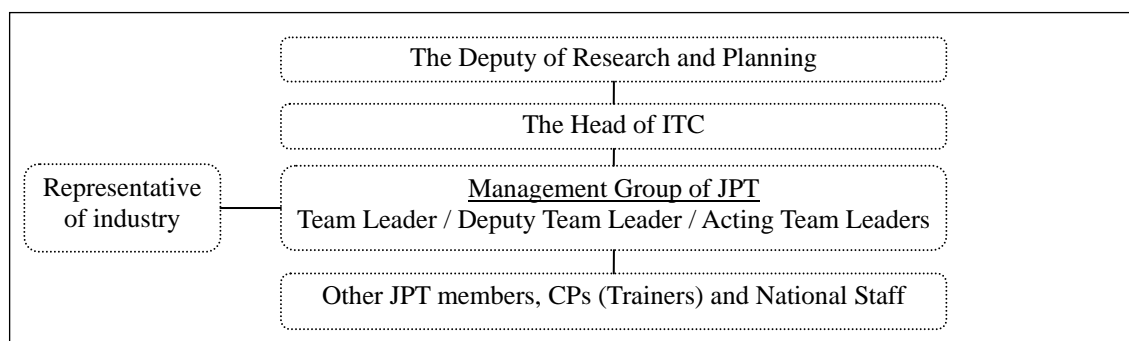 The Deputy of Research and Planning
The Head of ITC
Representative
of industry
Management Group of JPT
Team Leader / Deputy Team Leader / Acting Team Leaders
Other JPT members, CPs (Trainers) and National Staff